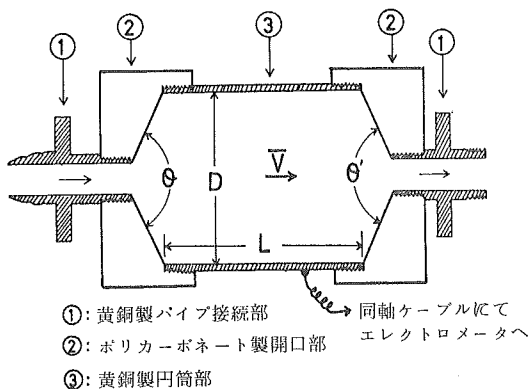 ① ② ③ ② ①
θ D V̅ θ'
L
①: 黄銅製パイプ接続部
②: ポリカーボネート製開口部
③: 黄銅製円筒部
同軸ケーブルにて
エレクトロメータへ